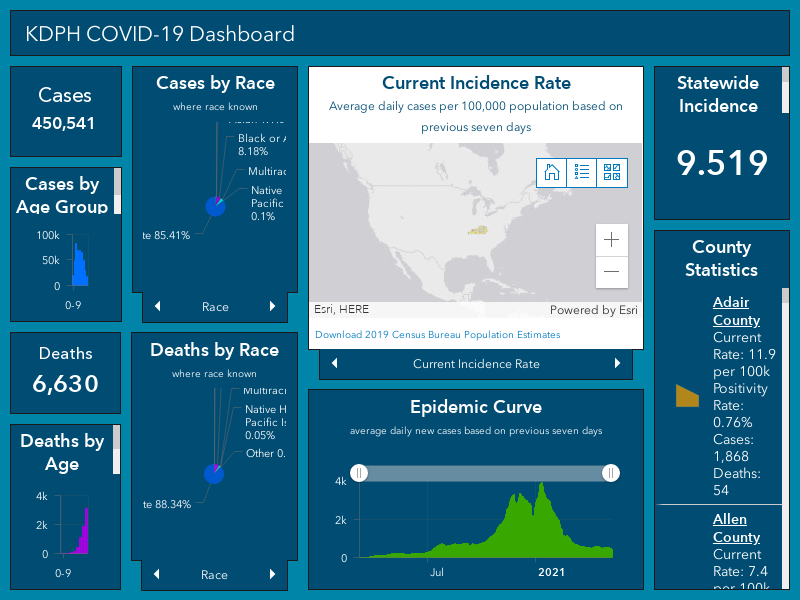 KDPH COVID-19 Dashboard
Cases
450,541
Cases by
Age Group
100k
50k
0
0-9
Deaths
6,630
Deaths by
Age
4k
2k
0
0-9
Cases by Race
where race known
Black or
8.18%
Native
Pacific
0.1%
te 85.41%
Race
Deaths by Race
where race known
Native H
Pacific Is
0.05%
Other 0.
te 88.34%
Race
Current Incidence Rate
Average daily cases per 100,000 population based on
previous seven days
Esri, HERE
Powered by Esri
Download 2019 Census Bureau Population Estimates
Current Incidence Rate
Epidemic Curve
average daily new cases based on previous seven days
4k
2k
0
Jul
2021
Statewide
Incidence
9.519
County
Statistics
Adair
County
Current
Rate: 11.9
per 100k
Positivity
Rate:
0.76%
Cases:
1,868
Deaths:
54
Allen
County
Current
Rate: 7.4
per 100k